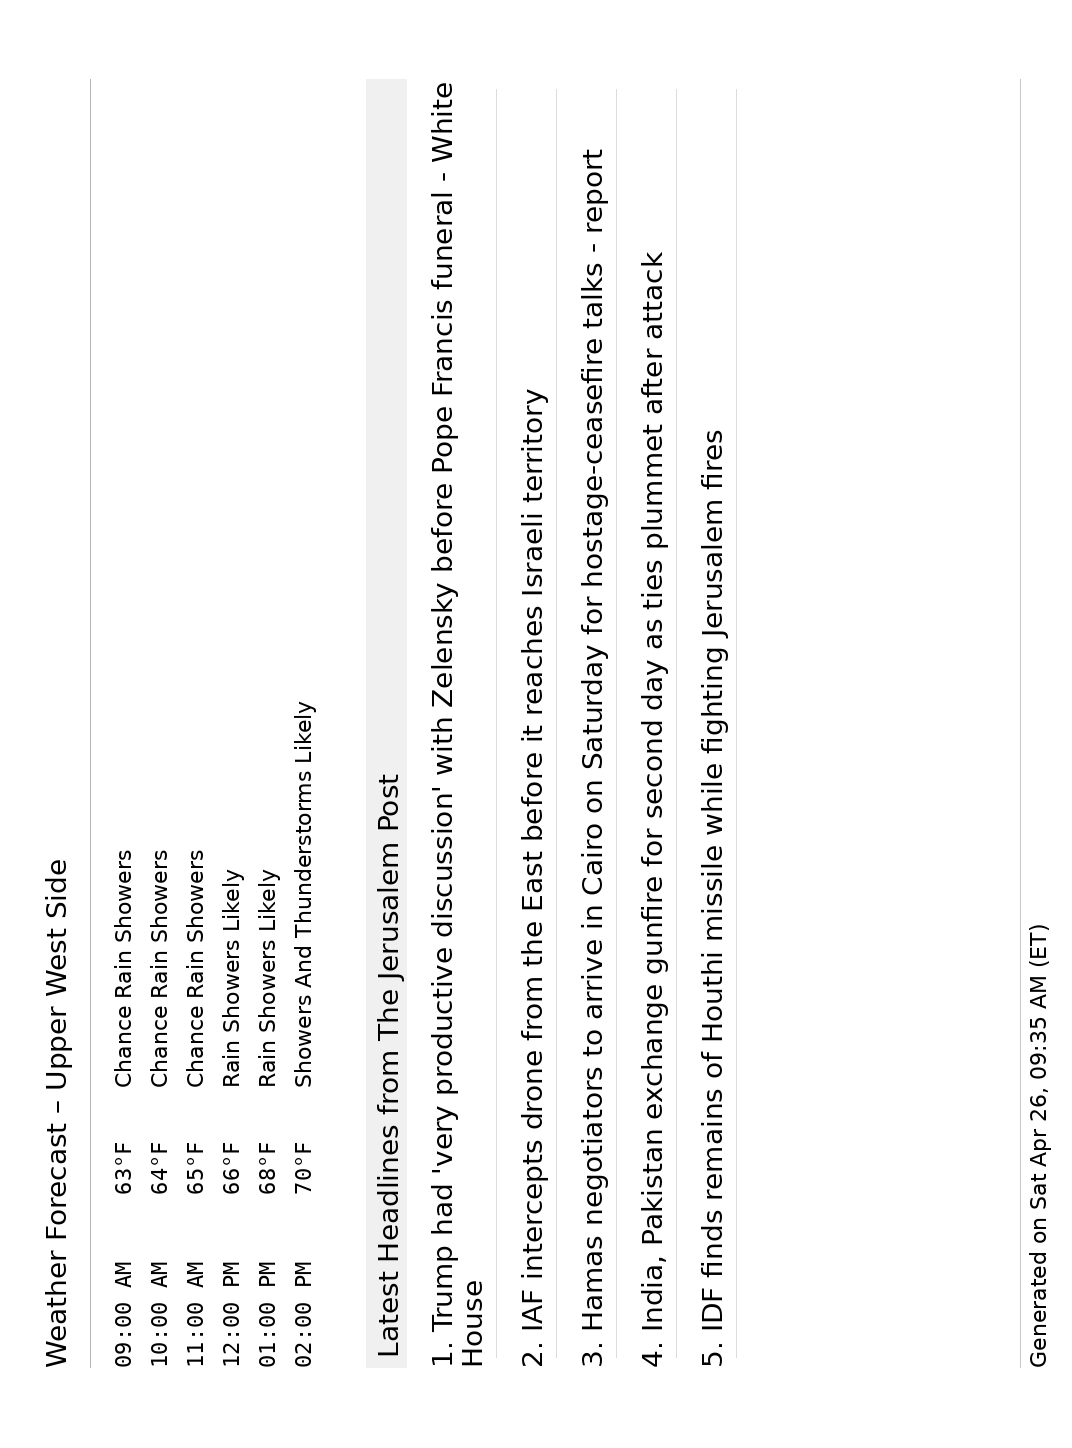 Weather Forecast – Upper West Side
09:00 AM 63°F Chance Rain Showers
10:00 AM 64°F Chance Rain Showers
11:00 AM 65°F Chance Rain Showers
12:00 PM 66°F Rain Showers Likely
01:00 PM 68°F Rain Showers Likely
02:00 PM 70°F Showers And Thunderstorms Likely
Latest Headlines from The Jerusalem Post
1. Trump had 'very productive discussion' with Zelensky before Pope Francis funeral - White
House
2. IAF intercepts drone from the East before it reaches Israeli territory
3. Hamas negotiators to arrive in Cairo on Saturday for hostage-ceasefire talks - report
4. India, Pakistan exchange gunfire for second day as ties plummet after attack
5. IDF finds remains of Houthi missile while fighting Jerusalem fires
Generated on Sat Apr 26, 09:35 AM (ET)